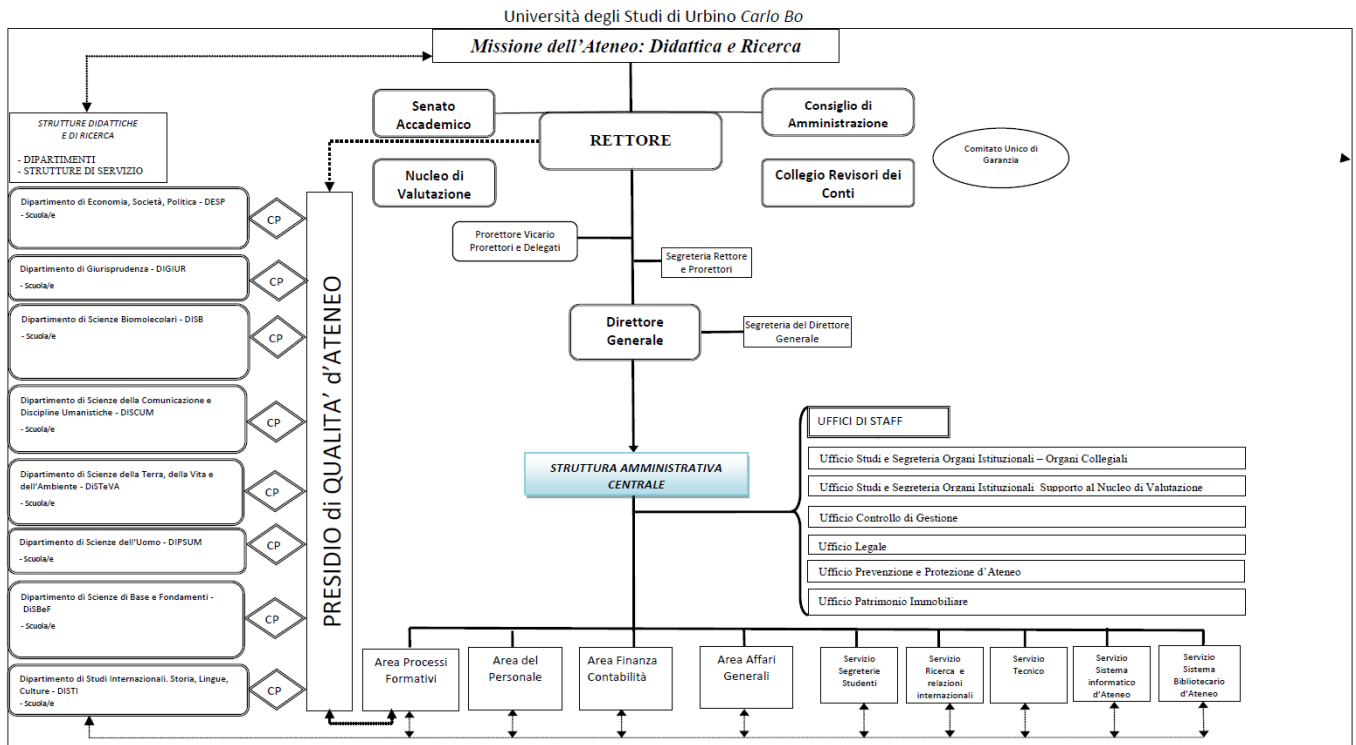 Università degli Studi di Urbino Carlo Bo
Missione dell'Ateneo: Didattica e Ricerca
STRUTTURE DIDATTICHE
E DI RICERCA
- DIPARTIMENTI
- STRUTTURE DI SERVIZIO
Senato
Accademico
Consiglio di
Amministrazione
RETTORE
Nucleo di
Valutazione
Collegio Revisori dei
Conti
Comitato Unico di
Garanzia
Prorettore Vicario
Prorettori e Delegati
Segreteria Rettore
e Prorettori
Direttore
Generale
Segreteria del Direttore
Generale
Dipartimento di Economia, Società, Politica - DESP
- Scuola/e
CP
Dipartimento di Giurisprudenza - DIGIUR
- Scuola/e
CP
Dipartimento di Scienze Biomolecolari - DISB
- Scuola/e
CP
Dipartimento di Scienze della Comunicazione e
Discipline Umanistiche - DISCUM
- Scuola/e
CP
Dipartimento di Scienze della Terra, della Vita e
dell'Ambiente - DiSTeVA
- Scuola/e
CP
Dipartimento di Scienze dell'Uomo - DIPSUM
- Scuola/e
CP
Dipartimento di Scienze di Base e Fondamenti -
DiSBeF
- Scuola/e
CP
Dipartimento di Studi Internazionali. Storia, Lingue,
Culture - DISTI
- Scuola/e
CP
PRESIDIO di QUALITA' d'ATENEO
STRUTTURA AMMINISTRATIVA
CENTRALE
UFFICI DI STAFF
Ufficio Studi e Segreteria Organi Istituzionali – Organi Collegiali
Ufficio Studi e Segreteria Organi Istituzionali Supporto al Nucleo di Valutazione
Ufficio Controllo di Gestione
Ufficio Legale
Ufficio Prevenzione e Protezione d'Ateneo
Ufficio Patrimonio Immobiliare
Area Processi
Formativi
Area del
Personale
Area Finanza
Contabilità
Area Affari
Generali
Servizio
Segreterie
Studenti
Servizio
Ricerca e
relazioni
internazionali
Servizio
Tecnico
Servizio
Sistema
informatico
d'Ateneo
Servizio
Sistema
Bibliotecario
d'Ateneo